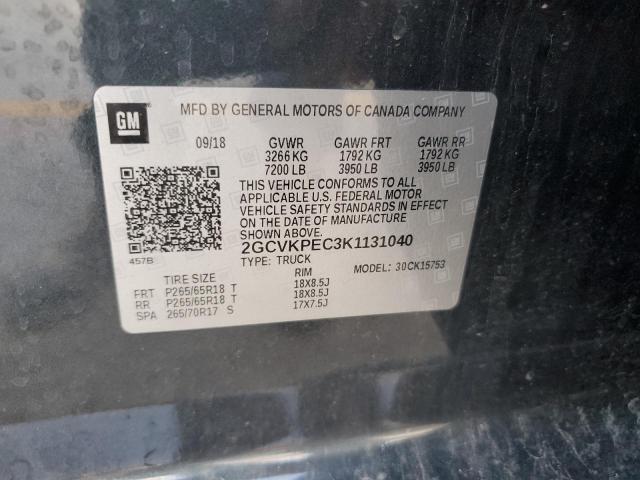 GM
MFD BY GENERAL MOTORS OF CANADA COMPANY
09/18 GVWR GAWR FRT GAWR RR
3266 KG 1792 KG 1792 KG
7200 LB 3950 LB 3950 LB
THIS VEHICLE CONFORMS TO ALL
APPLICABLE U.S. FEDERAL MOTOR
VEHICLE SAFETY STANDARDS IN EFFECT
ON THE DATE OF MANUFACTURE
SHOWN ABOVE.
457B
2GCVKPEC3K1131040
TYPE: TRUCK MODEL: 30CK15753
TIRE SIZE RIM
FRT P265/65R18 T 18X8.5J
RR P265/65R18 T 18X8.5J
SPA 265/70R17 S 17X7.5J